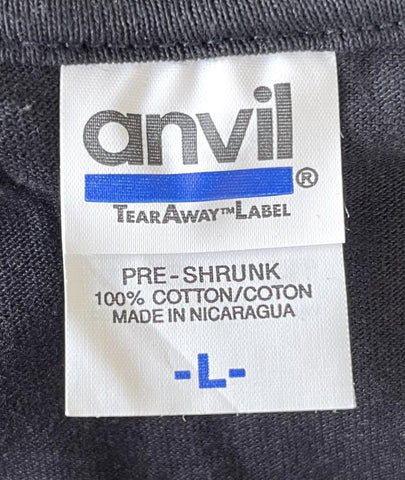 anvil
®
TEARAWAY™LABEL
PRE-SHRUNK
100% COTTON/COTON
MADE IN NICARAGUA
-L-